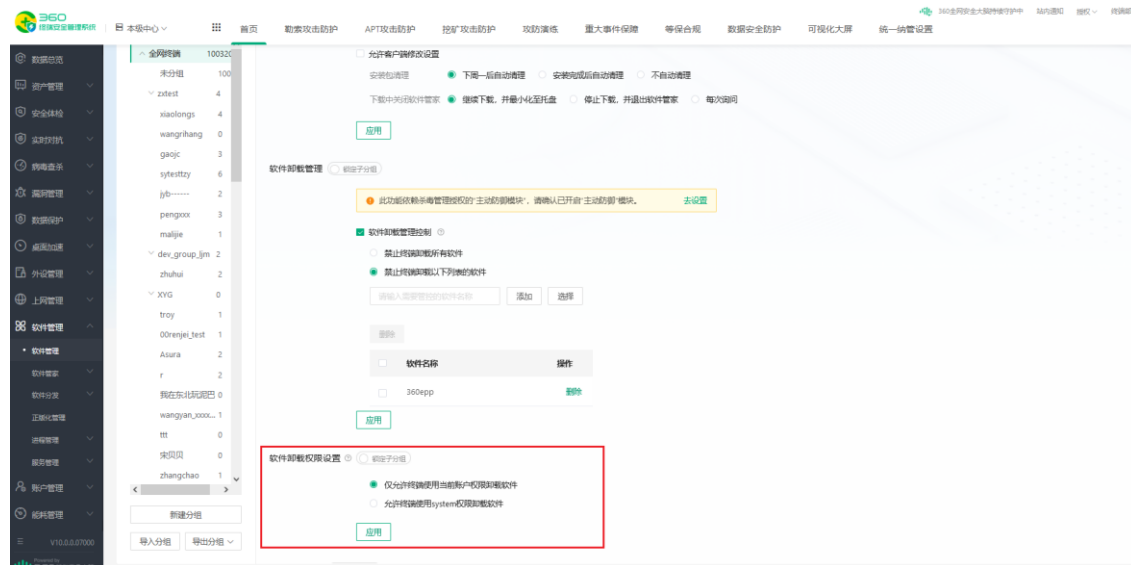 360
终端安全管理系统
本级中心
360全网安全大脑持续守护中 站内通知 授权
首页 勒索攻击防护 APT攻击防护 挖矿攻击防护 攻防演练 重大事件保障 等保合规 数据安全防护 可视化大屏 统一纳管设置
数据总览
资产管理
安全体检
实时对抗
病毒查杀
漏洞管理
数据保护
桌面加速
外设管理
上网管理
软件管理
软件管理
软件管家
软件分发
正版化管理
进程管理
服务管理
账户管理
能耗管理
V10.0.0.07000
Powered by
全网终端 100320
未分组 100
zxtest 4
xiaolongs 4
wangrihang 0
gaojc 3
sytesttzy 6
jyb------ 2
pengxxx 3
malijie 1
dev_group_ljm 2
zhuhui 2
XYG 0
troy 1
00renjei_test 1
Asura 2
r 2
我在东北玩泥巴 0
wangyan_xxxx... 1
ttt 0
宋贝贝 0
zhangchao 1
新建分组
导入分组 导出分组
允许客户端修改设置
安装包清理 下周一后自动清理 安装完成后自动清理 不自动清理
下载中关闭软件管家 继续下载，并最小化至托盘 停止下载，并退出软件管家 每次询问
应用
软件卸载管理 锁定子分组
此功能依赖杀毒管理授权的“主动防御模块”，请确认已开启“主动防御”模块。 去设置
软件卸载管理控制
禁止终端卸载所有软件
禁止终端卸载以下列表的软件
请输入需要管控的软件名称 添加 选择
删除
软件名称 操作
360epp 删除
应用
软件卸载权限设置 锁定子分组
仅允许终端使用当前账户权限卸载软件
允许终端使用system权限卸载软件
应用